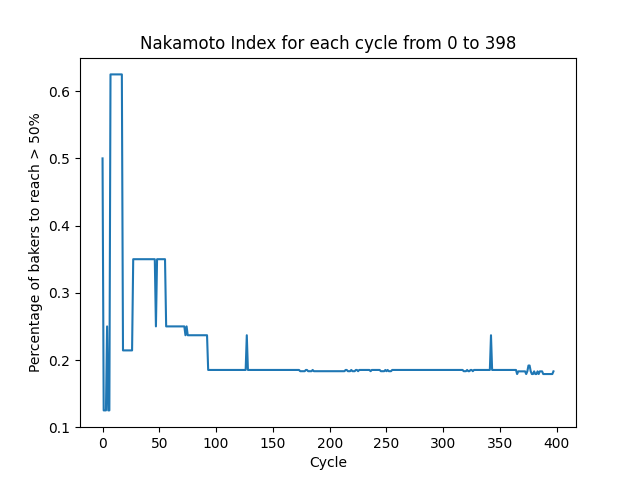 Nakamoto Index for each cycle from 0 to 398
Percentage of bakers to reach > 50%
0.6
0.5
0.4
0.3
0.2
0.1
0 50 100 150 200 250 300 350 400
Cycle